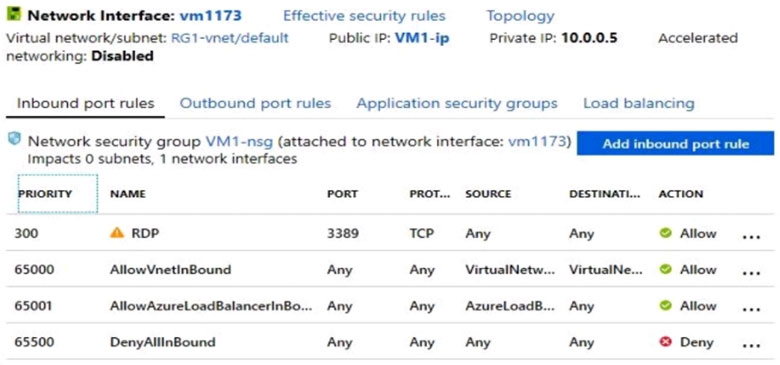 Network Interface: vm1173 Effective security rules Topology
Virtual network/subnet: RG1-vnet/default Public IP: VM1-ip Private IP: 10.0.0.5 Accelerated
networking: Disabled
Inbound port rules Outbound port rules Application security groups Load balancing
Network security group VM1-nsg (attached to network interface: vm1173) Add inbound port rule
Impacts 0 subnets, 1 network interfaces
PRIORITY NAME PORT PROT... SOURCE DESTINATI... ACTION
300 RDP 3389 TCP Any Any Allow ...
65000 AllowVnetInBound Any Any VirtualNetw... VirtualNe... Allow ...
65001 AllowAzureLoadBalancerInBo... Any Any AzureLoadB... Any Allow ...
65500 DenyAllInBound Any Any Any Any Deny ...